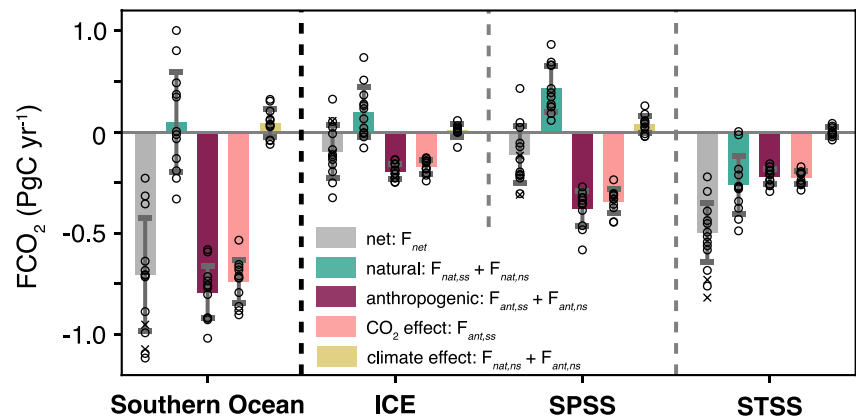 1.0
0.5
0
-0.5
-1.0
FCO2 (PgC yr-1)
net: Fnet
natural: Fnat,ss + Fnat,ns
anthropogenic: Fant,ss + Fant,ns
CO2 effect: Fant,ss
climate effect: Fnat,ns + Fant,ns
Southern Ocean ICE SPSS STSS